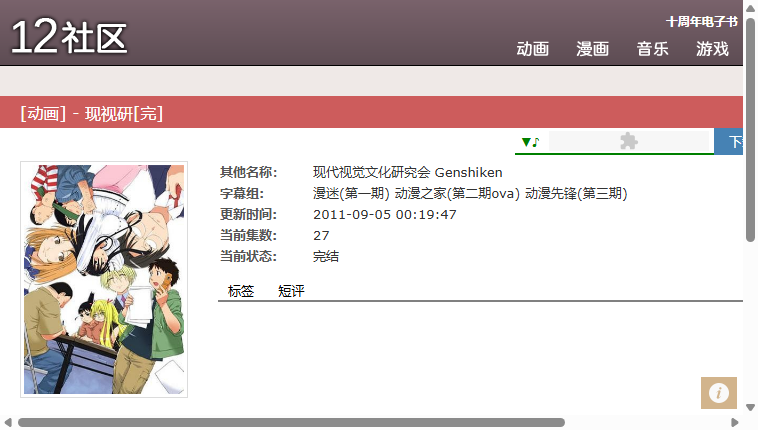 12社区
十周年电子书
动画 漫画 音乐 游戏
[动画] - 现视研[完]
▼♪
其他名称: 现代视觉文化研究会 Genshiken
字幕组: 漫迷(第一期) 动漫之家(第二期ova) 动漫先锋(第三期)
更新时间: 2011-09-05 00:19:47
当前集数: 27
当前状态: 完结
标签 短评